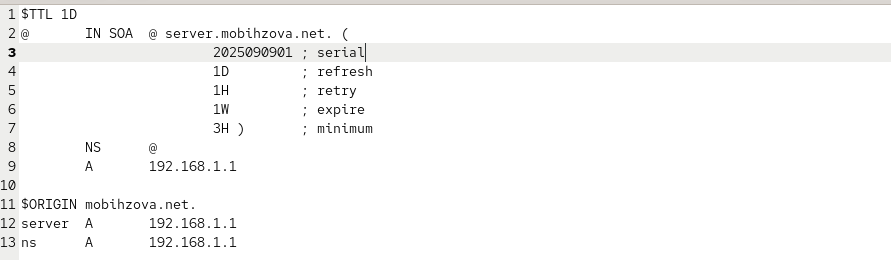 1 $TTL 1D
2 @       IN SOA  @ server.mobihzova.net. (
3                         2025090901 ; serial
4                         1D         ; refresh
5                         1H         ; retry
6                         1W         ; expire
7                         3H )       ; minimum
8         NS      @
9         A       192.168.1.1
10
11 $ORIGIN mobihzova.net.
12 server  A       192.168.1.1
13 ns      A       192.168.1.1